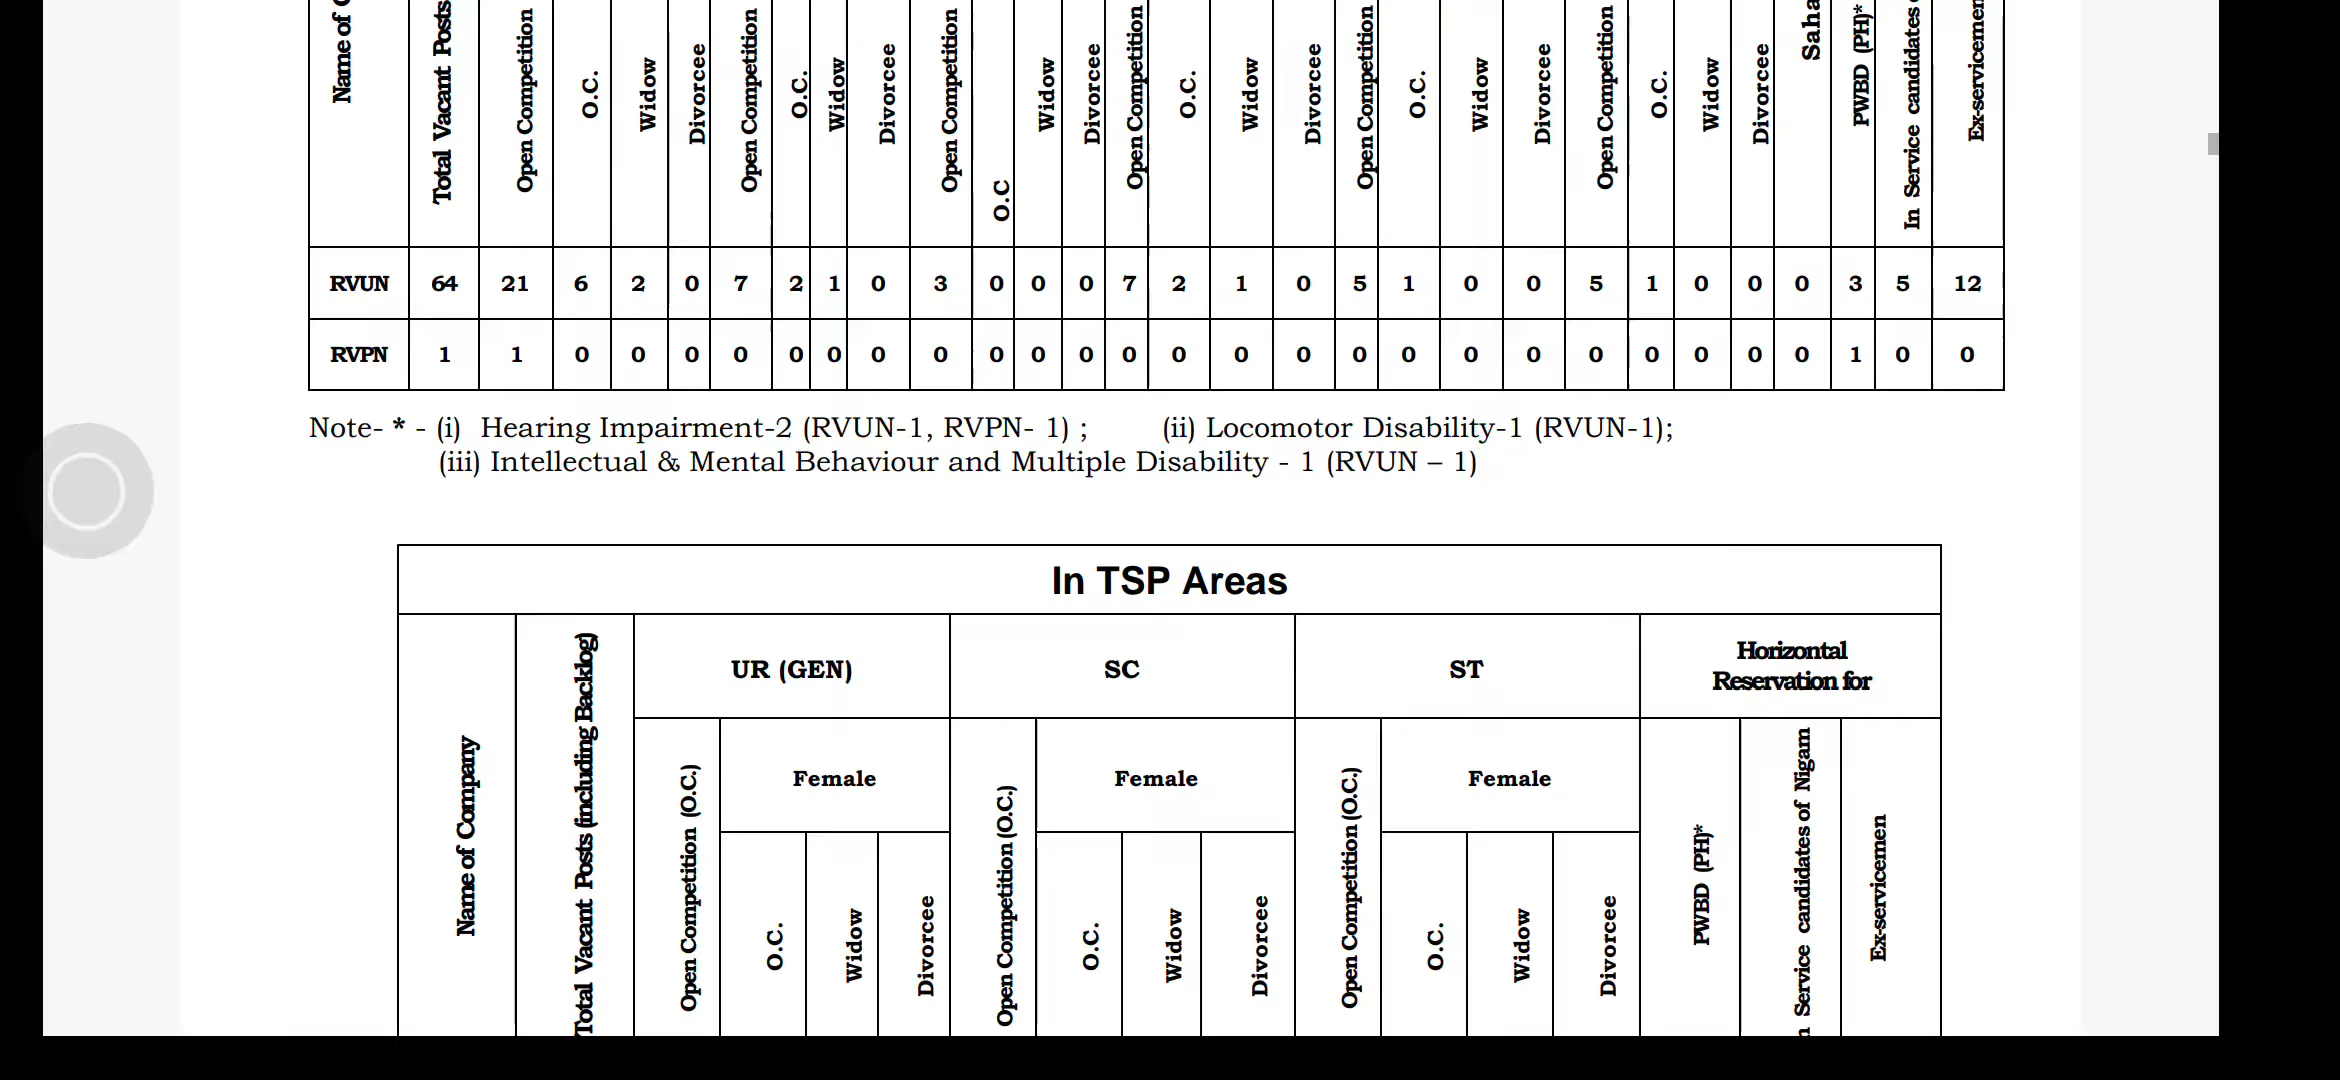 Name of
Total Vacant Posts
Open Competition
O.C.
Widow
Divorcee
Open Competition
O.C.
Widow
Divorcee
Open Competition
O.C
Widow
Divorcee
Open Competition
O.C.
Widow
Divorcee
Open Competition
O.C.
Widow
Divorcee
Open Competition
O.C.
Widow
Divorcee
Saha
PWBD (PH)*
In Service candidates
Ex-servicemen
RVUN 64 21 6 2 0 7 2 1 0 3 0 0 0 7 2 1 0 5 1 0 0 5 1 0 0 0 3 5 12
RVPN 1 1 0 0 0 0 0 0 0 0 0 0 0 0 0 0 0 0 0 0 0 0 0 0 0 0 1 0 0
Note- * - (i) Hearing Impairment-2 (RVUN-1, RVPN- 1) ; (ii) Locomotor Disability-1 (RVUN-1);
(iii) Intellectual & Mental Behaviour and Multiple Disability - 1 (RVUN – 1)
In TSP Areas
Name of Company
Total Vacant Posts (including Backlog)
UR (GEN)
SC
ST
Horizontal
Reservation for
Open Competition (O.C.)
Female
O.C.
Widow
Divorcee
Open Competition (O.C.)
Female
O.C.
Widow
Divorcee
Open Competition (O.C.)
Female
O.C.
Widow
Divorcee
PWBD (PH)*
Service candidates of Nigam
Ex-servicemen